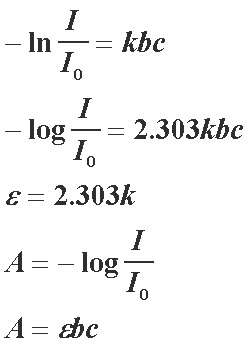 −ln I/I₀ = kbc
−log I/I₀ = 2.303kbc
ε = 2.303k
A = −log I/I₀
A = εbc